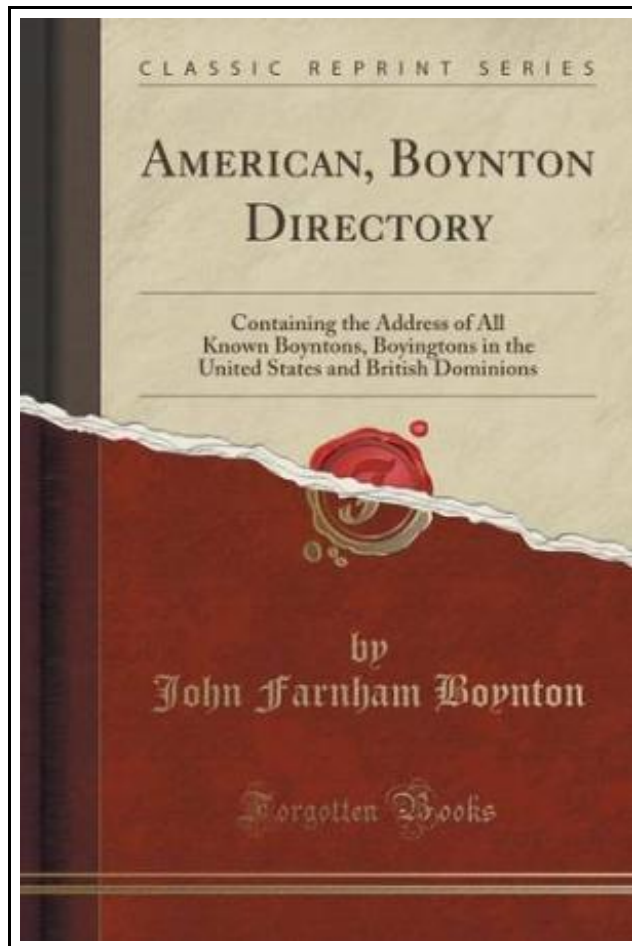 CLASSIC REPRINT SERIES
AMERICAN, BOYNTON
DIRECTORY
Containing the Address of All
Known Boyntons, Boyingtons in the
United States and British Dominions
F
by
John Farnham Boynton
Forgotten Books